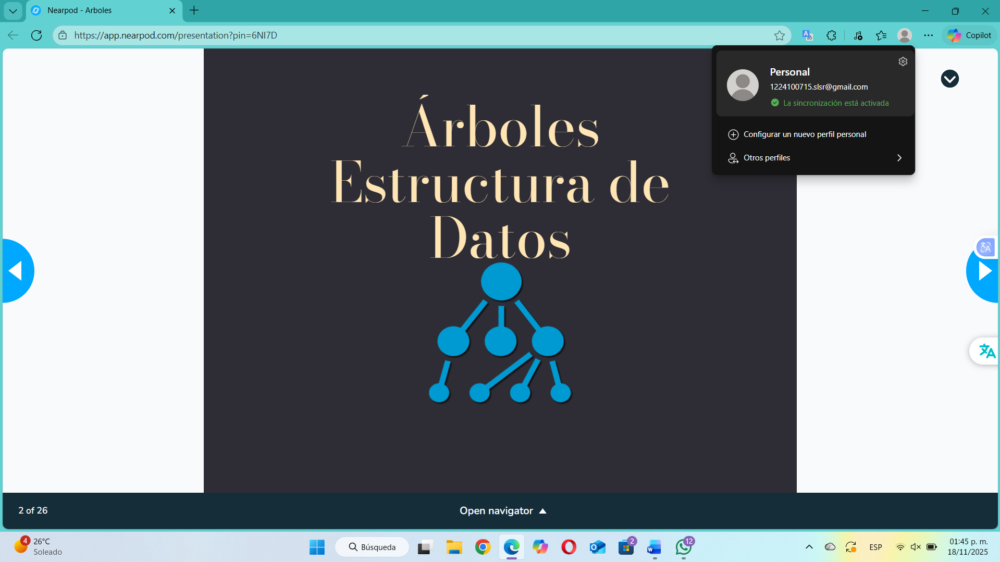 Nearpod - Arboles
https://app.nearpod.com/presentation?pin=6NI7D
Copilot
Personal
1224100715.slsr@gmail.com
La sincronización está activada
Configurar un nuevo perfil personal
Otros perfiles
Árboles
Estructura de
Datos
2 of 26
Open navigator
4
26°C
Soleado
Búsqueda
2
12
ESP
01:45 p. m.
18/11/2025